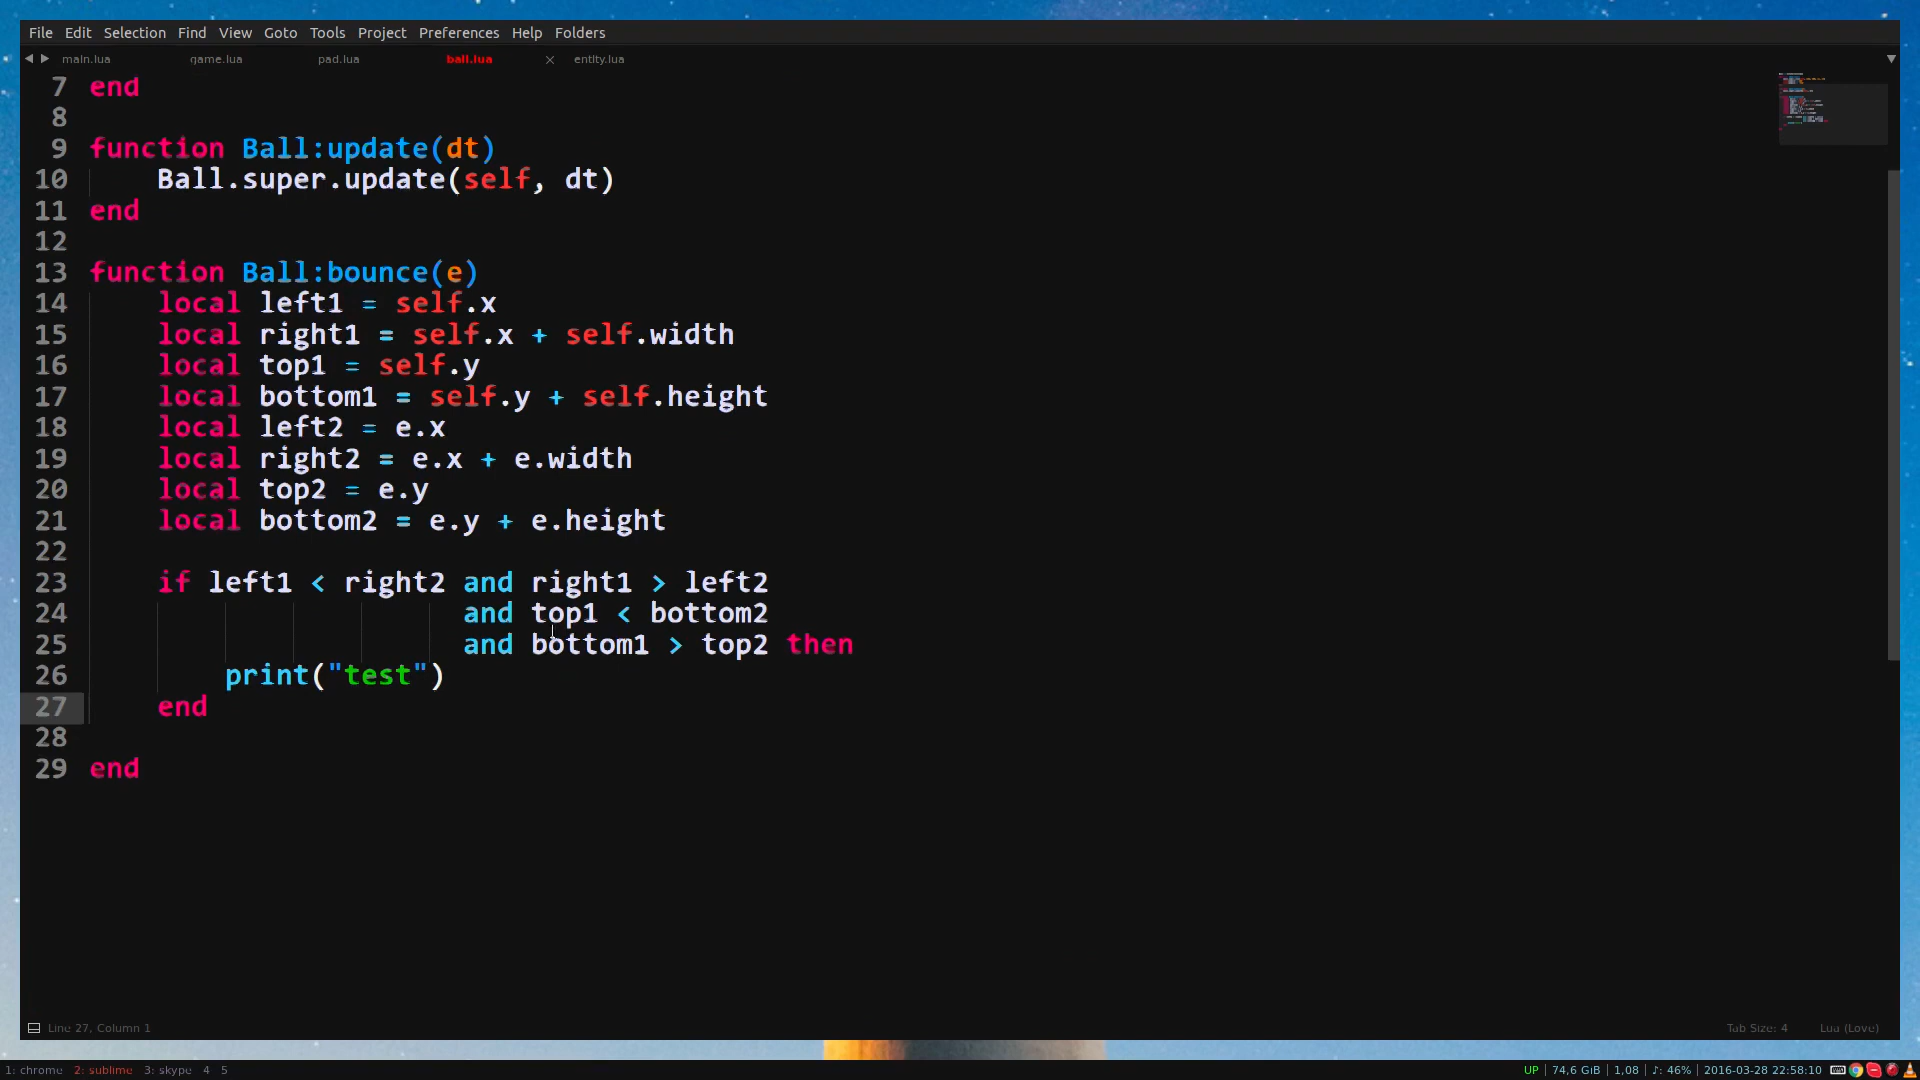 File Edit Selection Find View Goto Tools Project Preferences Help Folders
main.lua game.lua pad.lua ball.lua × entity.lua
7 end
8
9 function Ball:update(dt)
10 Ball.super.update(self, dt)
11 end
12
13 function Ball:bounce(e)
14 local left1 = self.x
15 local right1 = self.x + self.width
16 local top1 = self.y
17 local bottom1 = self.y + self.height
18 local left2 = e.x
19 local right2 = e.x + e.width
20 local top2 = e.y
21 local bottom2 = e.y + e.height
22
23 if left1 < right2 and right1 > left2
24 and top1 < bottom2
25 and bottom1 > top2 then
26 print("test")
27 end
28
29 end
Line 27, Column 1 Tab Size: 4 Lua (Love)
1: chrome 2: sublime 3: skype 4 5 UP | 74,6 GiB | 1,08 | ♪: 46% | 2016-03-28 22:58:10